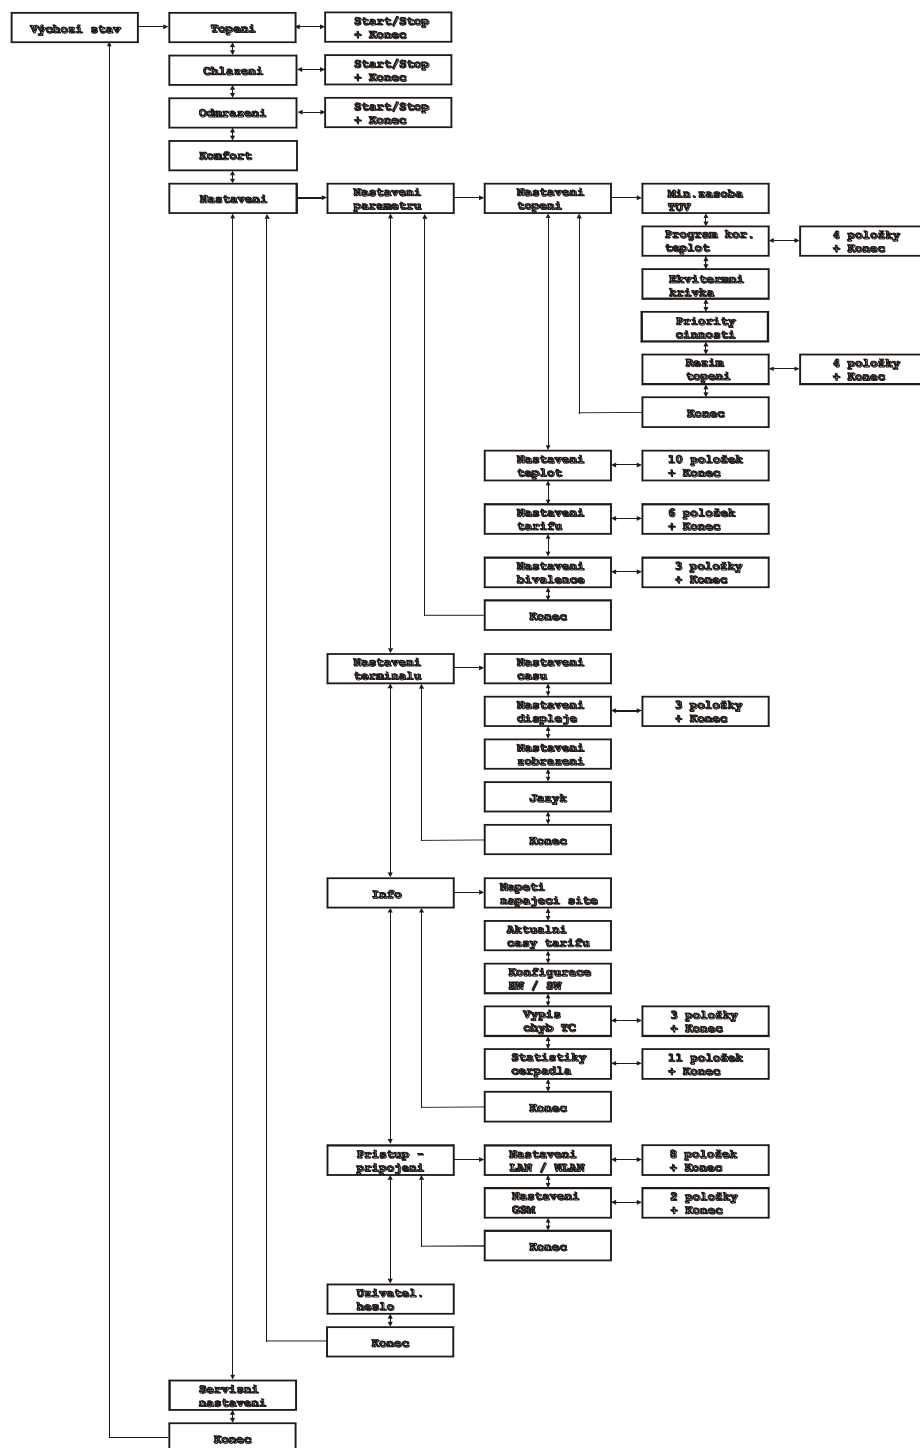 Výchozí stav
Topeni
Start/Stop
+ Konec
Chlazeni
Start/Stop
+ Konec
Odmrazeni
Start/Stop
+ Konec
Komfort
Nastaveni
Nastaveni
parametru
Nastaveni
topeni
Min.zasoba
TUV
Program kor.
teplot
4 položky
+ Konec
Ekvitermni
krivka
Priority
cinnosti
Rezim
topeni
4 položky
+ Konec
Konec
Nastaveni
teplot
10 položek
+ Konec
Nastaveni
tarifu
6 položek
+ Konec
Nastaveni
bivalence
3 položky
+ Konec
Konec
Nastaveni
terminalu
Nastaveni
casu
Nastaveni
displeje
3 položky
+ Konec
Nastaveni
zobrazeni
Jazyk
Konec
Info
Napeti
napajeci site
Aktualni
casy tarifu
Konfigurace
HW / SW
Vypis
chyb TC
3 položky
+ Konec
Statistiky
cerpadla
11 položek
+ Konec
Konec
Pristup -
pripojeni
Nastaveni
LAN / WLAN
8 položek
+ Konec
Nastaveni
GSM
2 položky
+ Konec
Konec
Uzivatel.
heslo
Konec
Servisni
nastaveni
Konec